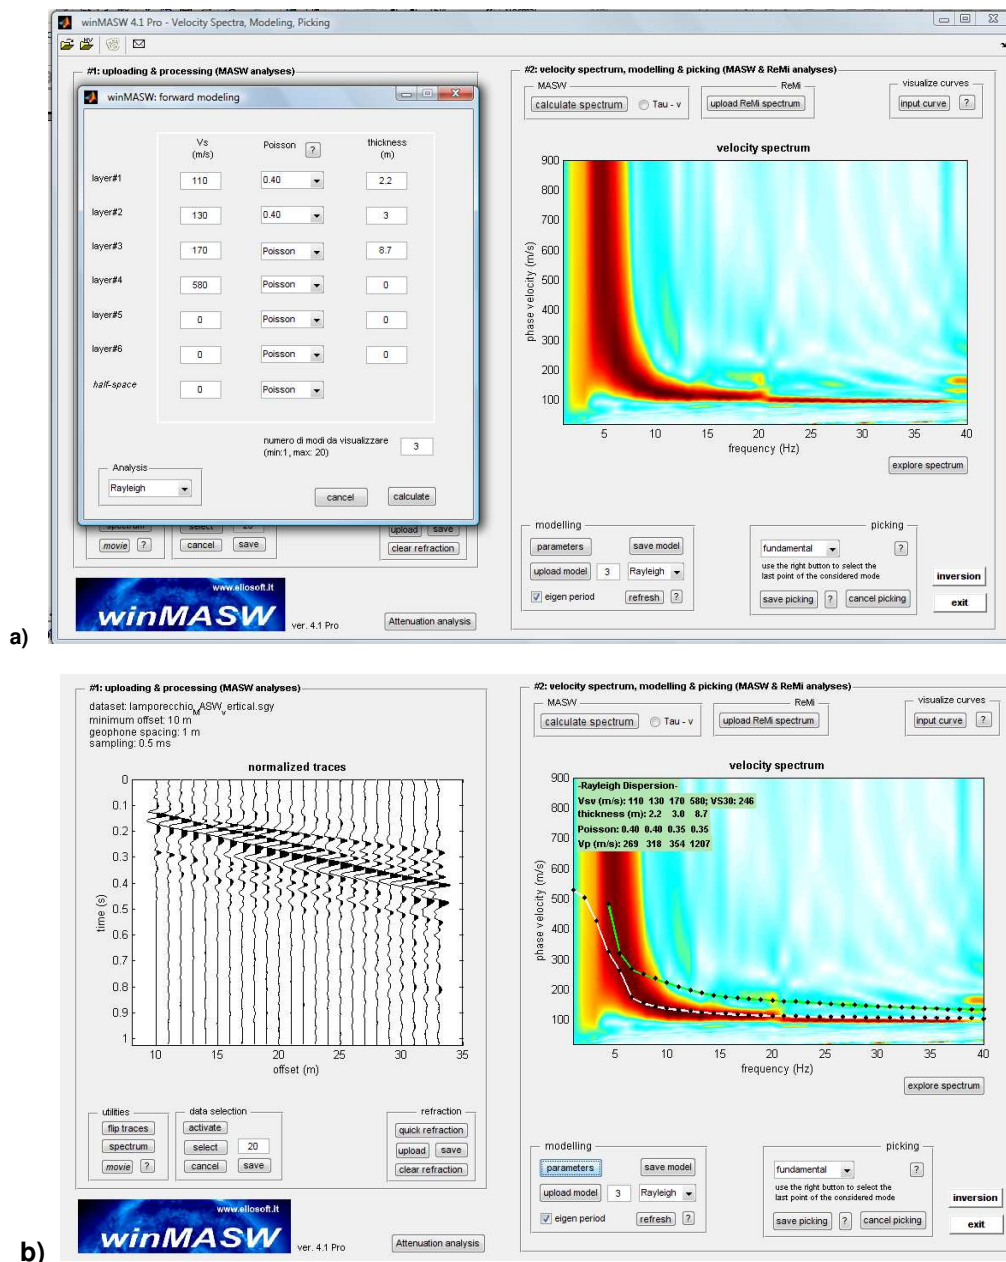 winMASW 4.1 Pro - Velocity Spectra, Modeling, Picking
#1: uploading & processing (MASW analyses)
winMASW: forward modeling
Vs (m/s) Poisson ? thickness (m)
layer#1 110 0.40 2.2
layer#2 130 0.40 3
layer#3 170 Poisson 8.7
layer#4 580 Poisson 0
layer#5 0 Poisson 0
layer#6 0 Poisson 0
half-space 0 Poisson
numero di modi da visualizzare
(min:1, max: 20) 3
Analysis
Rayleigh
cancel calculate
spectrum select 20 upload save
movie ? cancel save clear refraction
www.eliosoft.it
winMASW
ver. 4.1 Pro
Attenuation analysis
#2: velocity spectrum, modelling & picking (MASW & ReMi analyses)
MASW ReMi visualize curves
calculate spectrum Tau - v upload ReMi spectrum input curve ?
velocity spectrum
900
800
700
600
500
400
300
200
100
phase velocity (m/s)
5 10 15 20 25 30 35 40
frequency (Hz)
explore spectrum
modelling
parameters save model
upload model 3 Rayleigh
eigen period refresh ?
picking
fundamental ?
use the right button to select the
last point of the considered mode
save picking ? cancel picking
inversion
exit
a)
#1: uploading & processing (MASW analyses)
dataset: lamporecchio_MASW_vertical.sgy
minimum offset: 10 m
geophone spacing: 1 m
sampling: 0.5 ms
normalized traces
0
0.1
0.2
0.3
0.4
0.5
0.6
0.7
0.8
0.9
1
time (s)
10 15 20 25 30 35
offset (m)
utilities data selection refraction
flip traces activate quick refraction
spectrum select 20 upload save
movie ? cancel save clear refraction
www.eliosoft.it
winMASW
ver. 4.1 Pro
Attenuation analysis
#2: velocity spectrum, modelling & picking (MASW & ReMi analyses)
MASW ReMi visualize curves
calculate spectrum Tau - v upload ReMi spectrum input curve ?
velocity spectrum
-Rayleigh Dispersion-
Vsv (m/s): 110 130 170 580; VS30: 246
thickness (m): 2.2 3.0 8.7
Poisson: 0.40 0.40 0.35 0.35
Vp (m/s): 269 318 354 1207
900
800
700
600
500
400
300
200
100
phase velocity (m/s)
5 10 15 20 25 30 35 40
frequency (Hz)
explore spectrum
modelling
parameters save model
upload model 3 Rayleigh
eigen period refresh ?
picking
fundamental ?
use the right button to select the
last point of the considered mode
save picking ? cancel picking
inversion
exit
b)